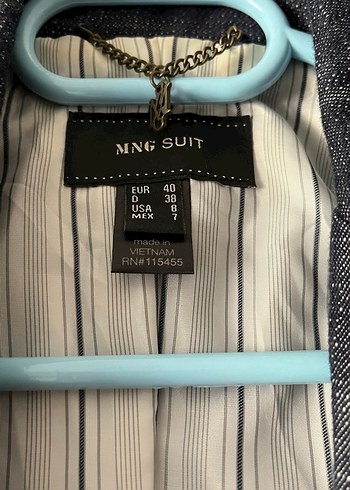 MNG SUIT
EUR 40
D 38
USA 8
MEX 7
made in
VIETNAM
RN#115455